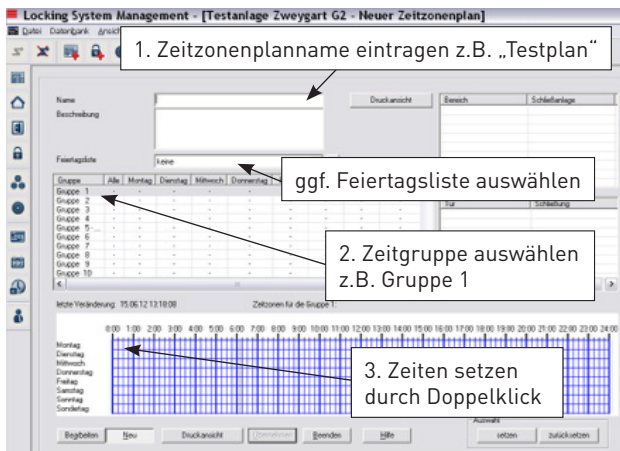 Locking System Management - [Testanlage Zweygart G2 - Neuer Zeitzonenplan]
Datei Datenbank Ansicht
1. Zeitzonenplanname eintragen z.B. „Testplan“
Name
Druckansicht
Bereich Schließanlage
Beschreibung
Feiertagsliste
keine
ggf. Feiertagsliste auswählen
Gruppe Alle Montag Dienstag Mittwoch Donnerstag
Gruppe 1
Gruppe 2
Gruppe 3
Gruppe 4
Gruppe 5
Gruppe 6
Gruppe 7
Gruppe 8
Gruppe 9
Gruppe 10
Tür Schließung
2. Zeitgruppe auswählen
z.B. Gruppe 1
letzte Veränderung: 15.06.12 13:18:08 Zeitzonen für die Gruppe 1:
0:00 1:00 2:00 3:00 4:00 5:00 6:00 7:00 8:00 9:00 10:00 11:00 12:00 13:00 14:00 15:00 16:00 17:00 18:00 19:00 20:00 21:00 22:00 23:00 24:00
Montag
Dienstag
Mittwoch
Donnerstag
Freitag
Samstag
Sonntag
Sondertag
3. Zeiten setzen
durch Doppelklick
Auswahl
Bearbeiten Neu Druckansicht Übernehmen Beenden Hilfe setzen zurücksetzen